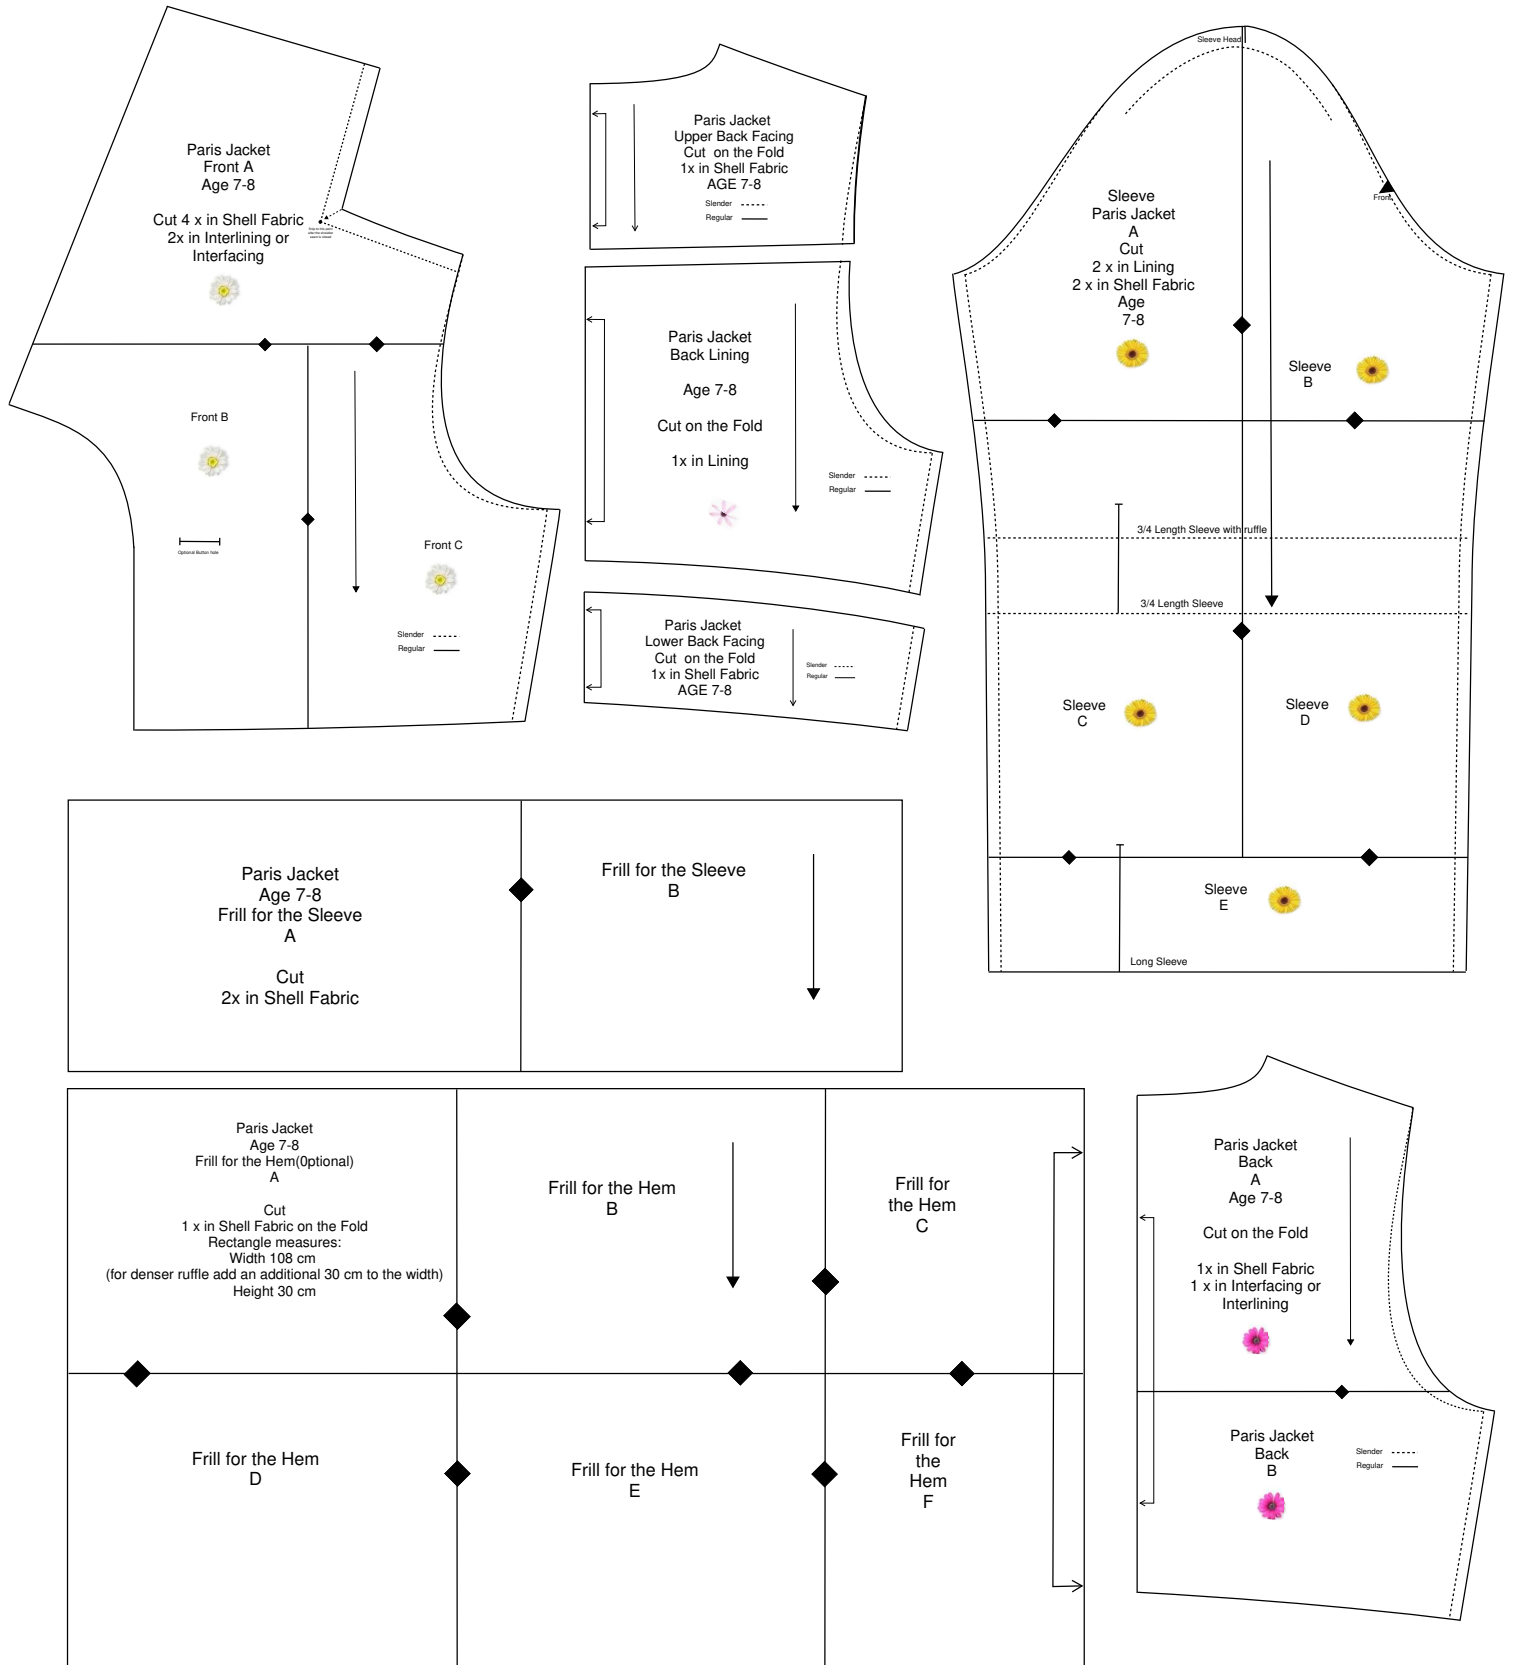 Paris Jacket
Front A
Age 7-8
Cut 4 x in Shell Fabric
2x in Interlining or
Interfacing
Front B
Optional Button hole
Front C
Slender
Regular
Paris Jacket
Upper Back Facing
Cut on the Fold
1x in Shell Fabric
AGE 7-8
Slender
Regular
Paris Jacket
Back Lining
Age 7-8
Cut on the Fold
1x in Lining
Slender
Regular
Paris Jacket
Lower Back Facing
Cut on the Fold
1x in Shell Fabric
AGE 7-8
Slender
Regular
Sleeve Head
Front
Sleeve
Paris Jacket
A
Cut
2 x in Lining
2 x in Shell Fabric
Age
7-8
Sleeve
B
3/4 Length Sleeve with ruffle
3/4 Length Sleeve
Sleeve
C
Sleeve
D
Sleeve
E
Long Sleeve
Paris Jacket
Age 7-8
Frill for the Sleeve
A
Cut
2x in Shell Fabric
Frill for the Sleeve
B
Paris Jacket
Age 7-8
Frill for the Hem(0ptional)
A
Cut
1 x in Shell Fabric on the Fold
Rectangle measures:
Width 108 cm
(for denser ruffle add an additional 30 cm to the width)
Height 30 cm
Frill for the Hem
B
Frill for
the Hem
C
Frill for the Hem
D
Frill for the Hem
E
Frill for
the
Hem
F
Paris Jacket
Back
A
Age 7-8
Cut on the Fold
1x in Shell Fabric
1 x in Interfacing or
Interlining
Paris Jacket
Back
B
Slender
Regular